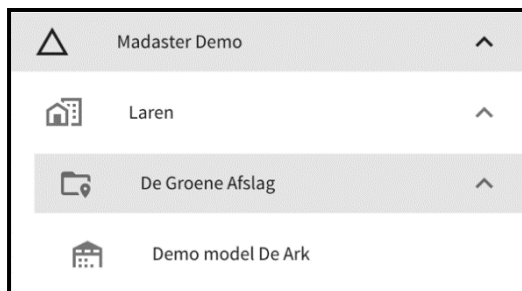 Madaster Demo
Laren
De Groene Afslag
Demo model De Ark